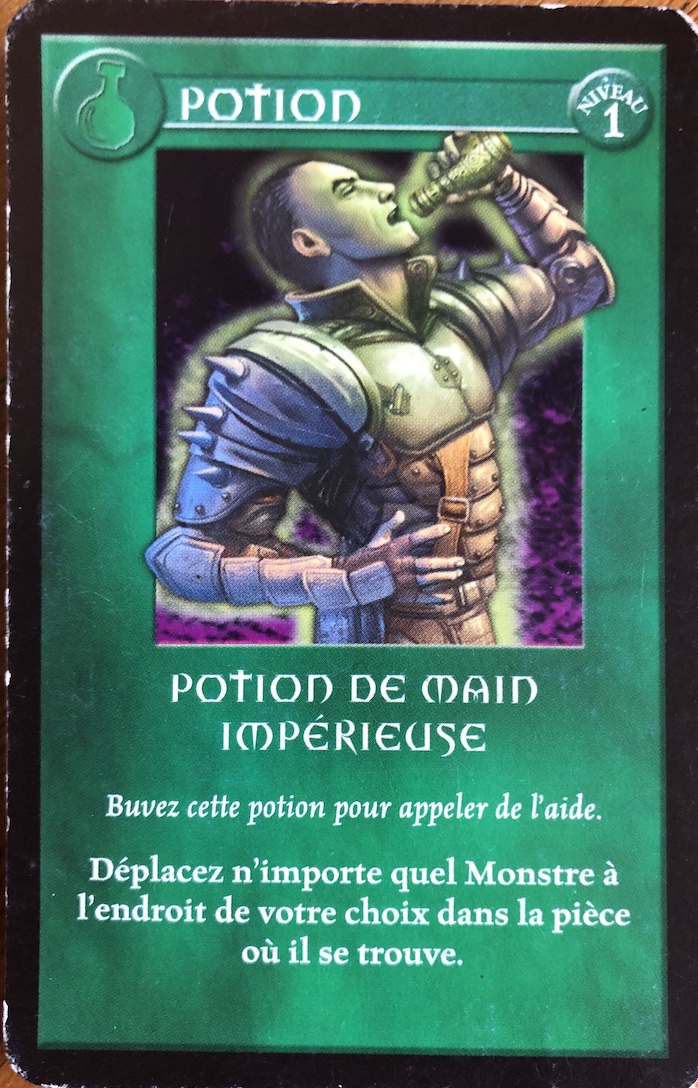 POTION
NIVEAU
1
POTION DE MAIN
IMPÉRIEUSE
Buvez cette potion pour appeler de l'aide.
Déplacez n'importe quel Monstre à
l'endroit de votre choix dans la pièce
où il se trouve.